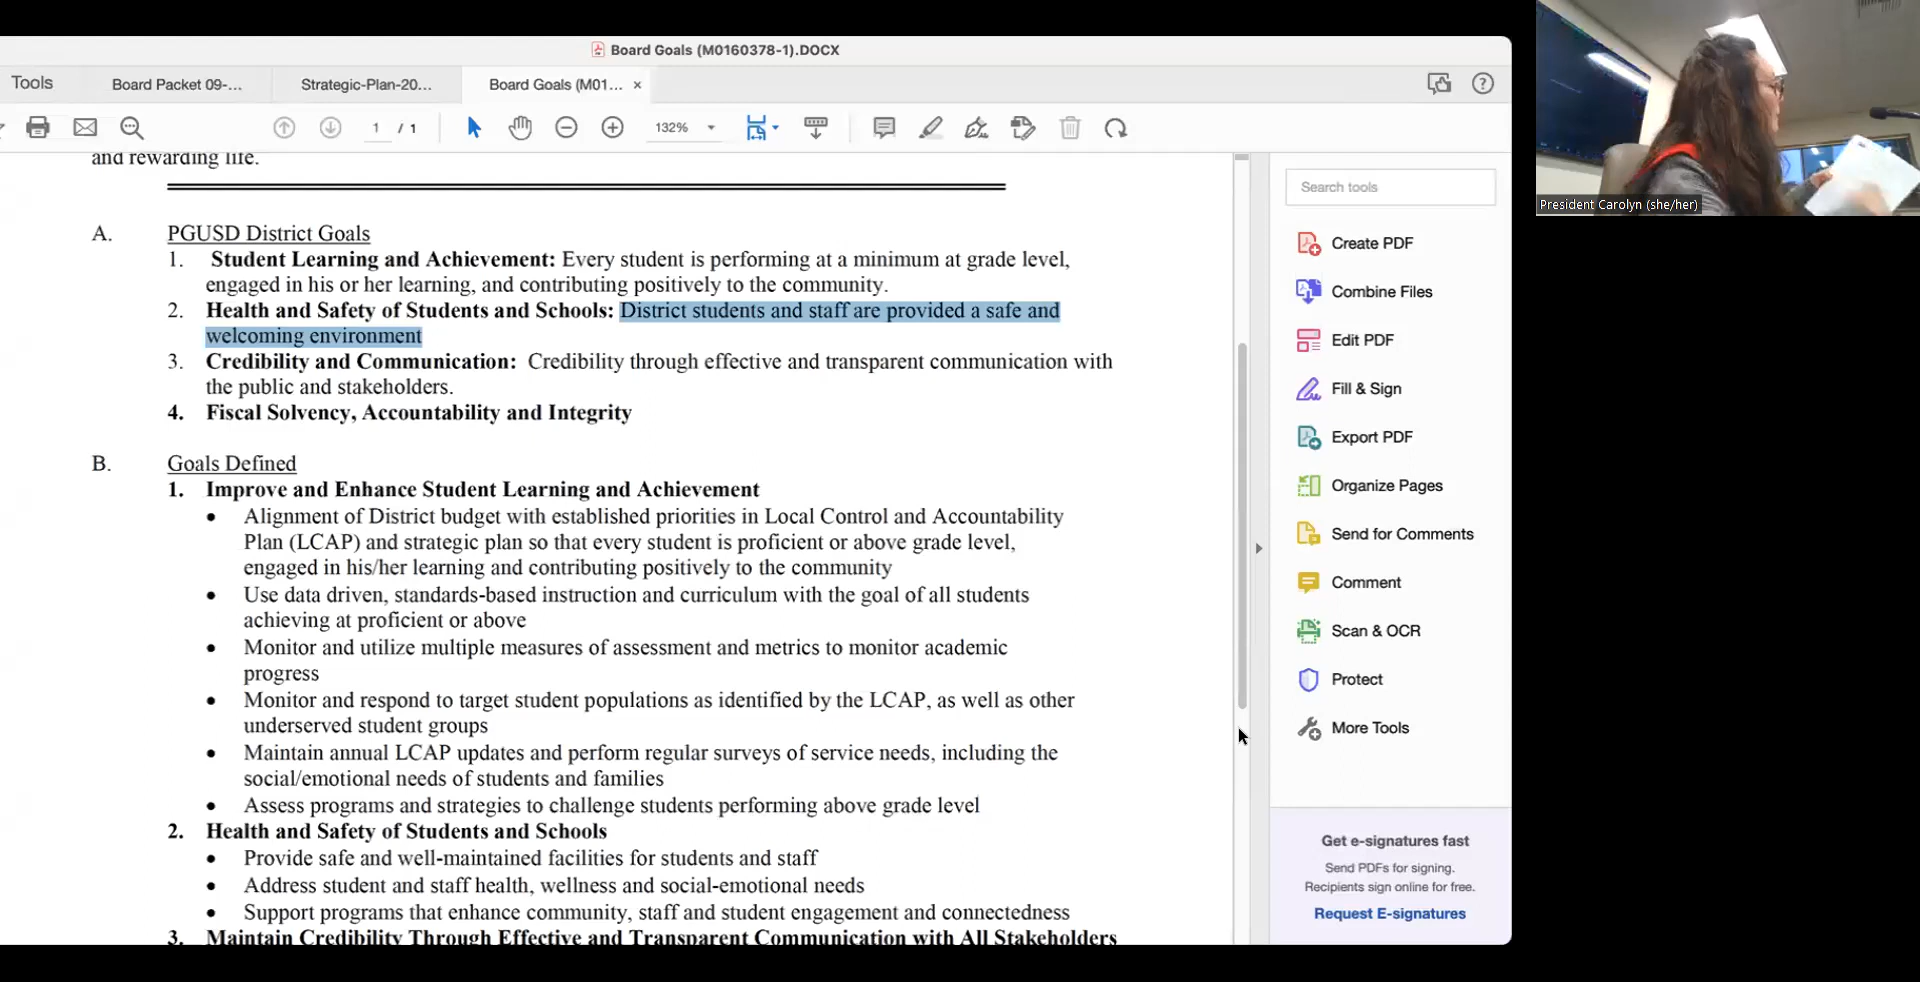 Board Goals (M0160378-1).DOCX
Tools
Board Packet 09-...
Strategic-Plan-20...
Board Goals (M01... ×
1 / 1
132%
and rewarding life.
A. PGUSD District Goals
1. Student Learning and Achievement: Every student is performing at a minimum at grade level,
engaged in his or her learning, and contributing positively to the community.
2. Health and Safety of Students and Schools: District students and staff are provided a safe and
welcoming environment
3. Credibility and Communication: Credibility through effective and transparent communication with
the public and stakeholders.
4. Fiscal Solvency, Accountability and Integrity
B. Goals Defined
1. Improve and Enhance Student Learning and Achievement
• Alignment of District budget with established priorities in Local Control and Accountability
Plan (LCAP) and strategic plan so that every student is proficient or above grade level,
engaged in his/her learning and contributing positively to the community
• Use data driven, standards-based instruction and curriculum with the goal of all students
achieving at proficient or above
• Monitor and utilize multiple measures of assessment and metrics to monitor academic
progress
• Monitor and respond to target student populations as identified by the LCAP, as well as other
underserved student groups
• Maintain annual LCAP updates and perform regular surveys of service needs, including the
social/emotional needs of students and families
• Assess programs and strategies to challenge students performing above grade level
2. Health and Safety of Students and Schools
• Provide safe and well-maintained facilities for students and staff
• Address student and staff health, wellness and social-emotional needs
• Support programs that enhance community, staff and student engagement and connectedness
3. Maintain Credibility Through Effective and Transparent Communication with All Stakeholders
Search tools
Create PDF
Combine Files
Edit PDF
Fill & Sign
Export PDF
Organize Pages
Send for Comments
Comment
Scan & OCR
Protect
More Tools
Get e-signatures fast
Send PDFs for signing.
Recipients sign online for free.
Request E-signatures
President Carolyn (she/her)